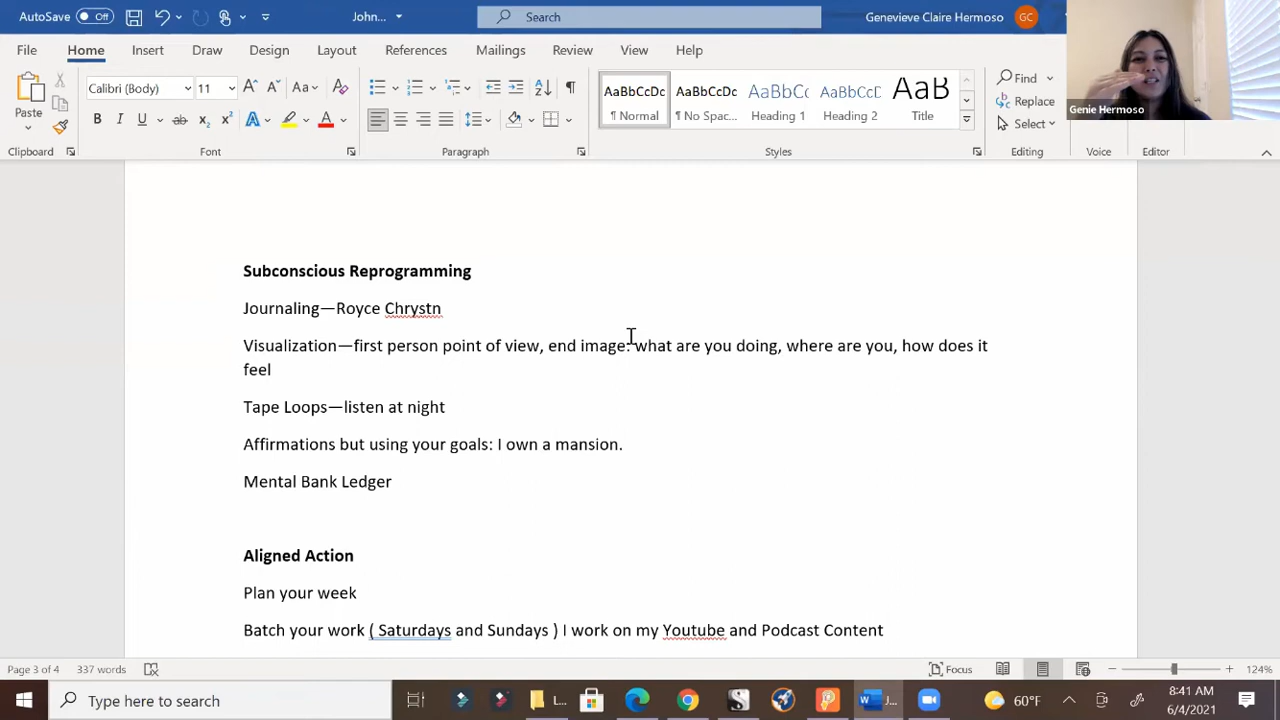 AutoSave Off John... Search Genevieve Claire Hermoso GC
File Home Insert Draw Design Layout References Mailings Review View Help
Genie Hermoso
Paste
Calibri (Body) 11 Aa
B I U ab x₂ x² A A
AaBbCcDc AaBbCcDc AaBbCc AaBbCcD AaB
¶ Normal ¶ No Spac... Heading 1 Heading 2 Title
Find
Replace
Select
Clipboard Font Paragraph Styles Editing Voice Editor
Subconscious Reprogramming
Journaling—Royce Chrystn
Visualization—first person point of view, end image: what are you doing, where are you, how does it
feel
Tape Loops—listen at night
Affirmations but using your goals: I own a mansion.
Mental Bank Ledger
Aligned Action
Plan your week
Batch your work ( Saturdays and Sundays ) I work on my Youtube and Podcast Content
Page 3 of 4 337 words Focus 124%
Type here to search L... J... 60°F 8:41 AM
6/4/2021